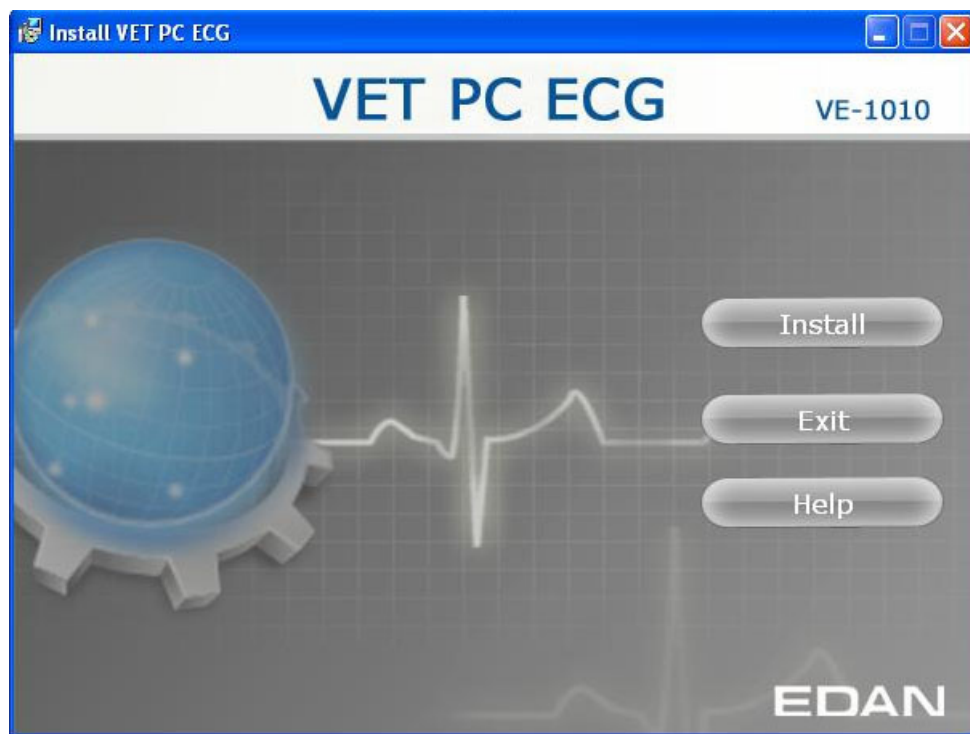 Install VET PC ECG
VET PC ECG
VE-1010
Install
Exit
Help
EDAN